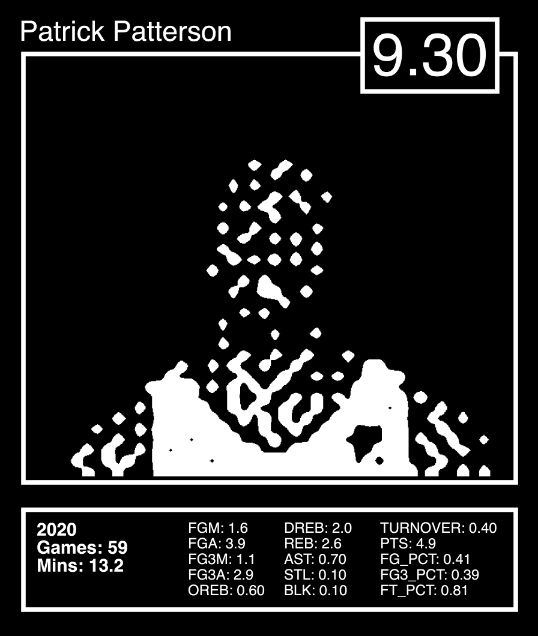 Patrick Patterson
9.30
2020
Games: 59
Mins: 13.2
FGM: 1.6
FGA: 3.9
FG3M: 1.1
FG3A: 2.9
OREB: 0.60
DREB: 2.0
REB: 2.6
AST: 0.70
STL: 0.10
BLK: 0.10
TURNOVER: 0.40
PTS: 4.9
FG_PCT: 0.41
FG3_PCT: 0.39
FT_PCT: 0.81